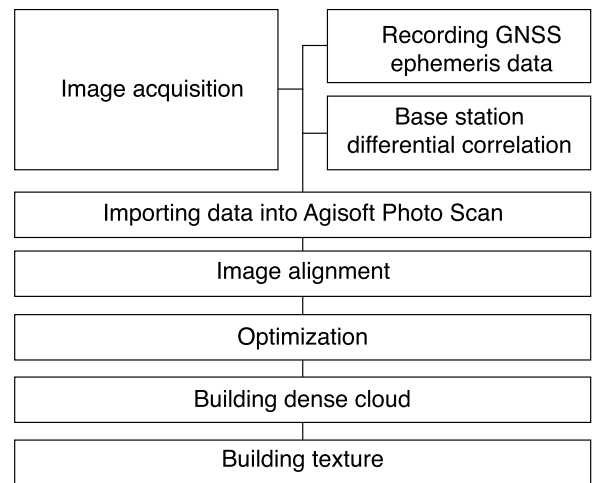 Image acquisition
Recording GNSS
ephemeris data
Base station
differential correlation
Importing data into Agisoft Photo Scan
Image alignment
Optimization
Building dense cloud
Building texture